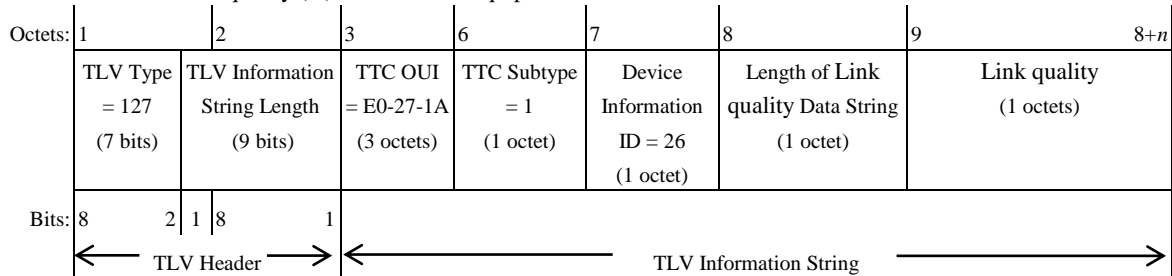 Octets: 1 2 3 6 7 8 9 8+n
TLV Type TLV Information TTC OUI TTC Subtype Device Length of Link Link quality
= 127 String Length = E0-27-1A = 1 Information quality Data String (1 octets)
(7 bits) (9 bits) (3 octets) (1 octet) ID = 26 (1 octet)
(1 octet)
Bits: 8 2 1 8 1
TLV Header TLV Information String